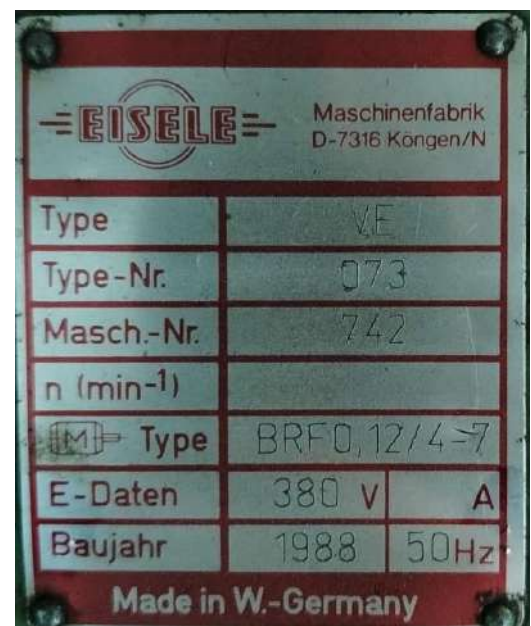 EISELE
Maschinenfabrik
D-7316 Köngen/N
Type VE
Type-Nr. 073
Masch.-Nr. 742
n (min-1)
M Type BRF0,12/4-7
E-Daten 380 V A
Baujahr 1988 50Hz
Made in W.-Germany